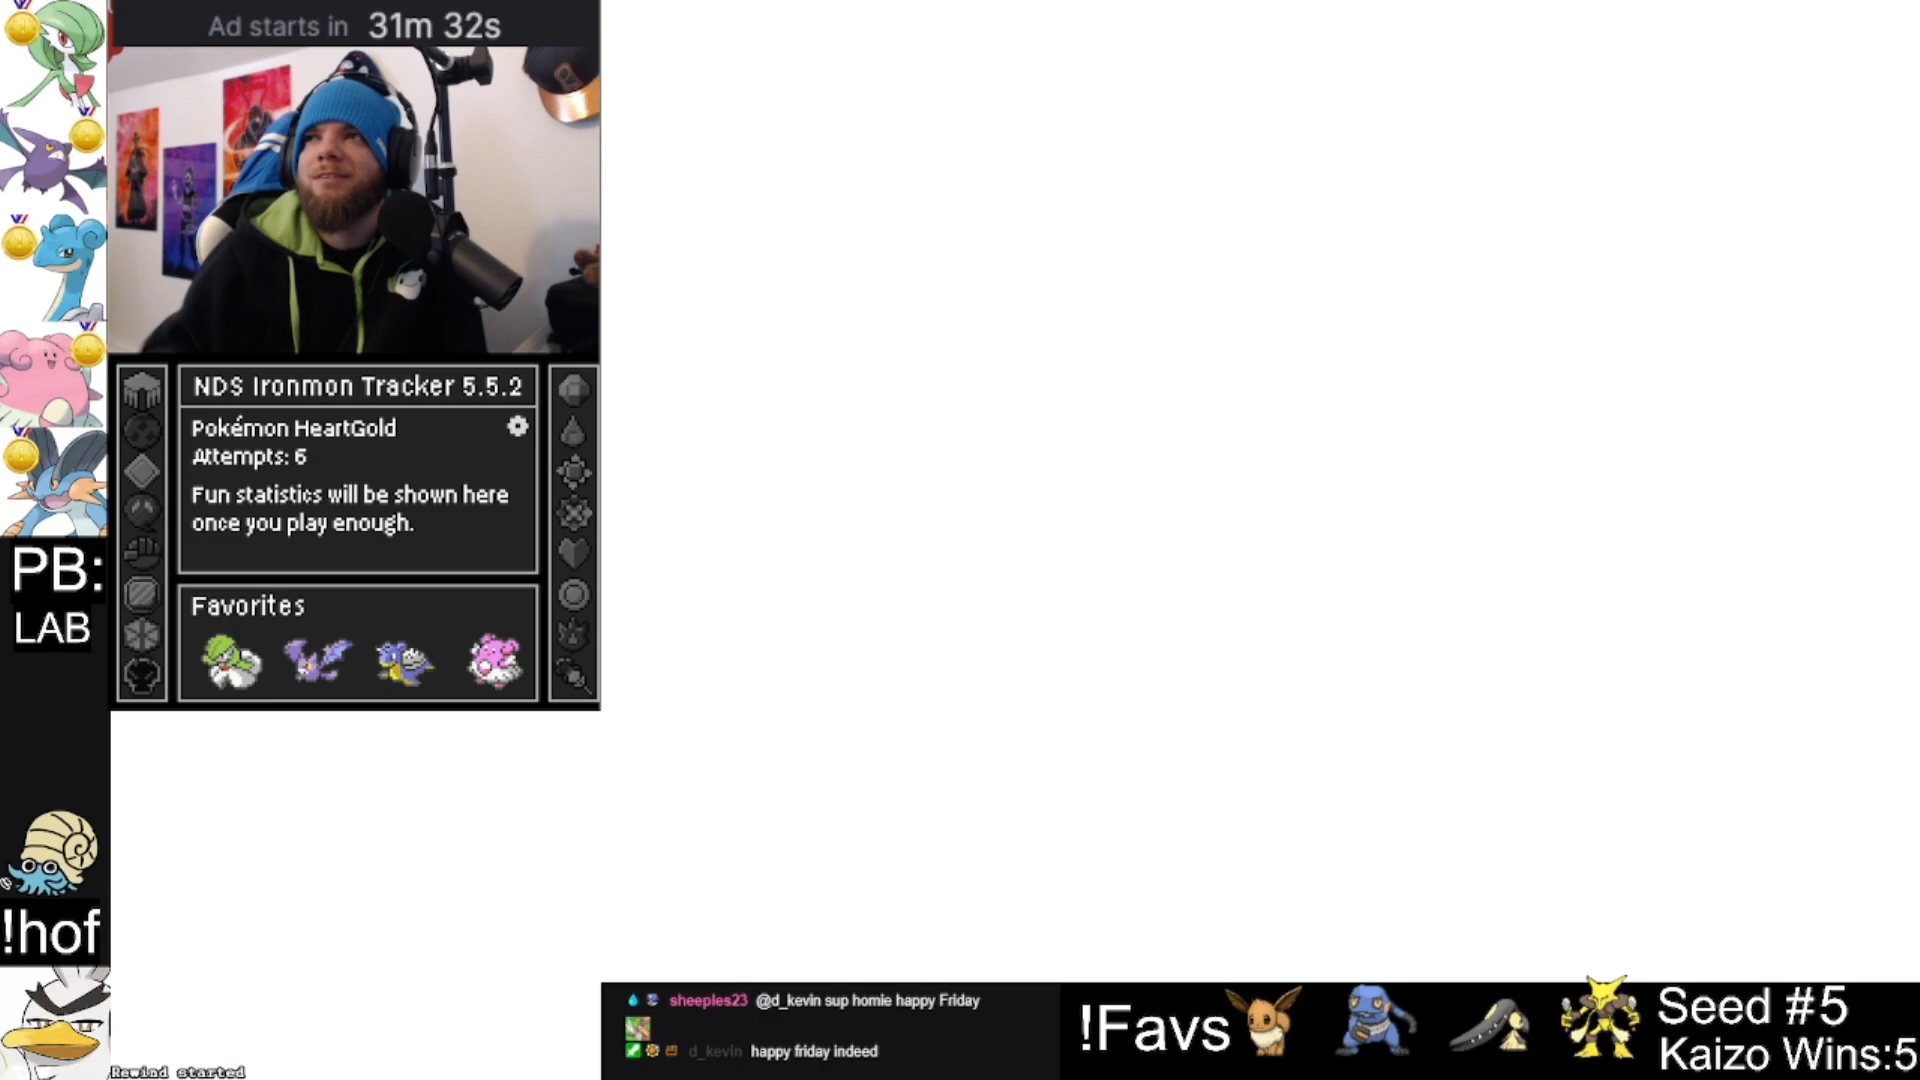 Ad starts in 31m 32s
NDS Ironmon Tracker 5.5.2
Pokémon HeartGold
Attempts: 6
Fun statistics will be shown here
once you play enough.
Favorites
PB:
LAB
!hof
Rewind started
sheeples23 @d_kevin sup homie happy Friday
d_kevin happy friday indeed
!Favs
Seed #5
Kaizo Wins:5